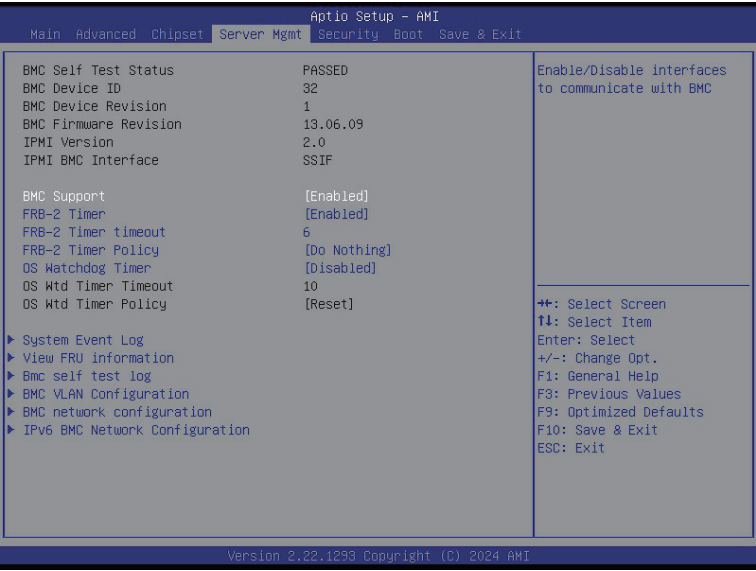 Aptio Setup - AMI
Main Advanced Chipset Server Mgmt Security Boot Save & Exit
BMC Self Test Status PASSED
BMC Device ID 32
BMC Device Revision 1
BMC Firmware Revision 13.06.09
IPMI Version 2.0
IPMI BMC Interface SSIF
BMC Support [Enabled]
FRB-2 Timer [Enabled]
FRB-2 Timer timeout 6
FRB-2 Timer Policy [Do Nothing]
OS Watchdog Timer [Disabled]
OS Wtd Timer Timeout 10
OS Wtd Timer Policy [Reset]
System Event Log
View FRU information
Bmc self test log
BMC VLAN Configuration
BMC network configuration
IPv6 BMC Network Configuration
Enable/Disable interfaces
to communicate with BMC
→←: Select Screen
↑↓: Select Item
Enter: Select
+/-: Change Opt.
F1: General Help
F3: Previous Values
F9: Optimized Defaults
F10: Save & Exit
ESC: Exit
Version 2.22.1293 Copyright (C) 2024 AMI